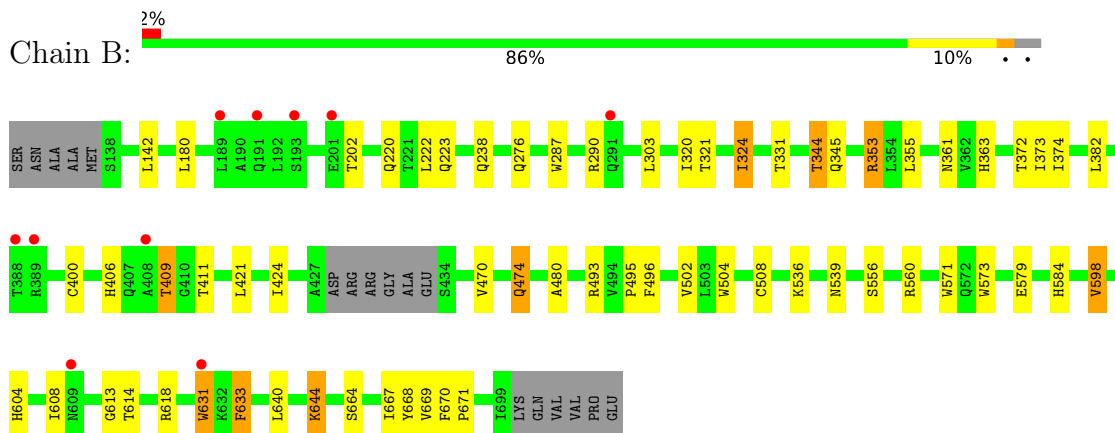 2%
Chain B:
86% 10% • •
SER ASN ALA ALA MET S138 L142 L180 L189 A190 Q191 L192 S193 E201 T202 Q220 T221 L222 Q223 Q238 Q276 W287 R290 Q291 L303 I320 T321 I324 T331 T344 Q345 R353 L354 L355 N361 V362 H363 T372 I373 I374 L382
T388 R389 C400 H406 Q407 A408 T409 G410 T411 L421 I424 A427 ASP ARG ARG GLY ALA GLU S434 V470 Q474 A480 R493 V494 P495 F496 V502 L503 W504 C508 K536 N539 S556 R560 W571 Q572 W573 E579 H584 V598
H604 I608 N609 G613 T614 R618 W631 K632 F633 L640 K644 S664 I667 Y668 V669 F670 P671 I699 LYS GLN VAL VAL PRO GLU